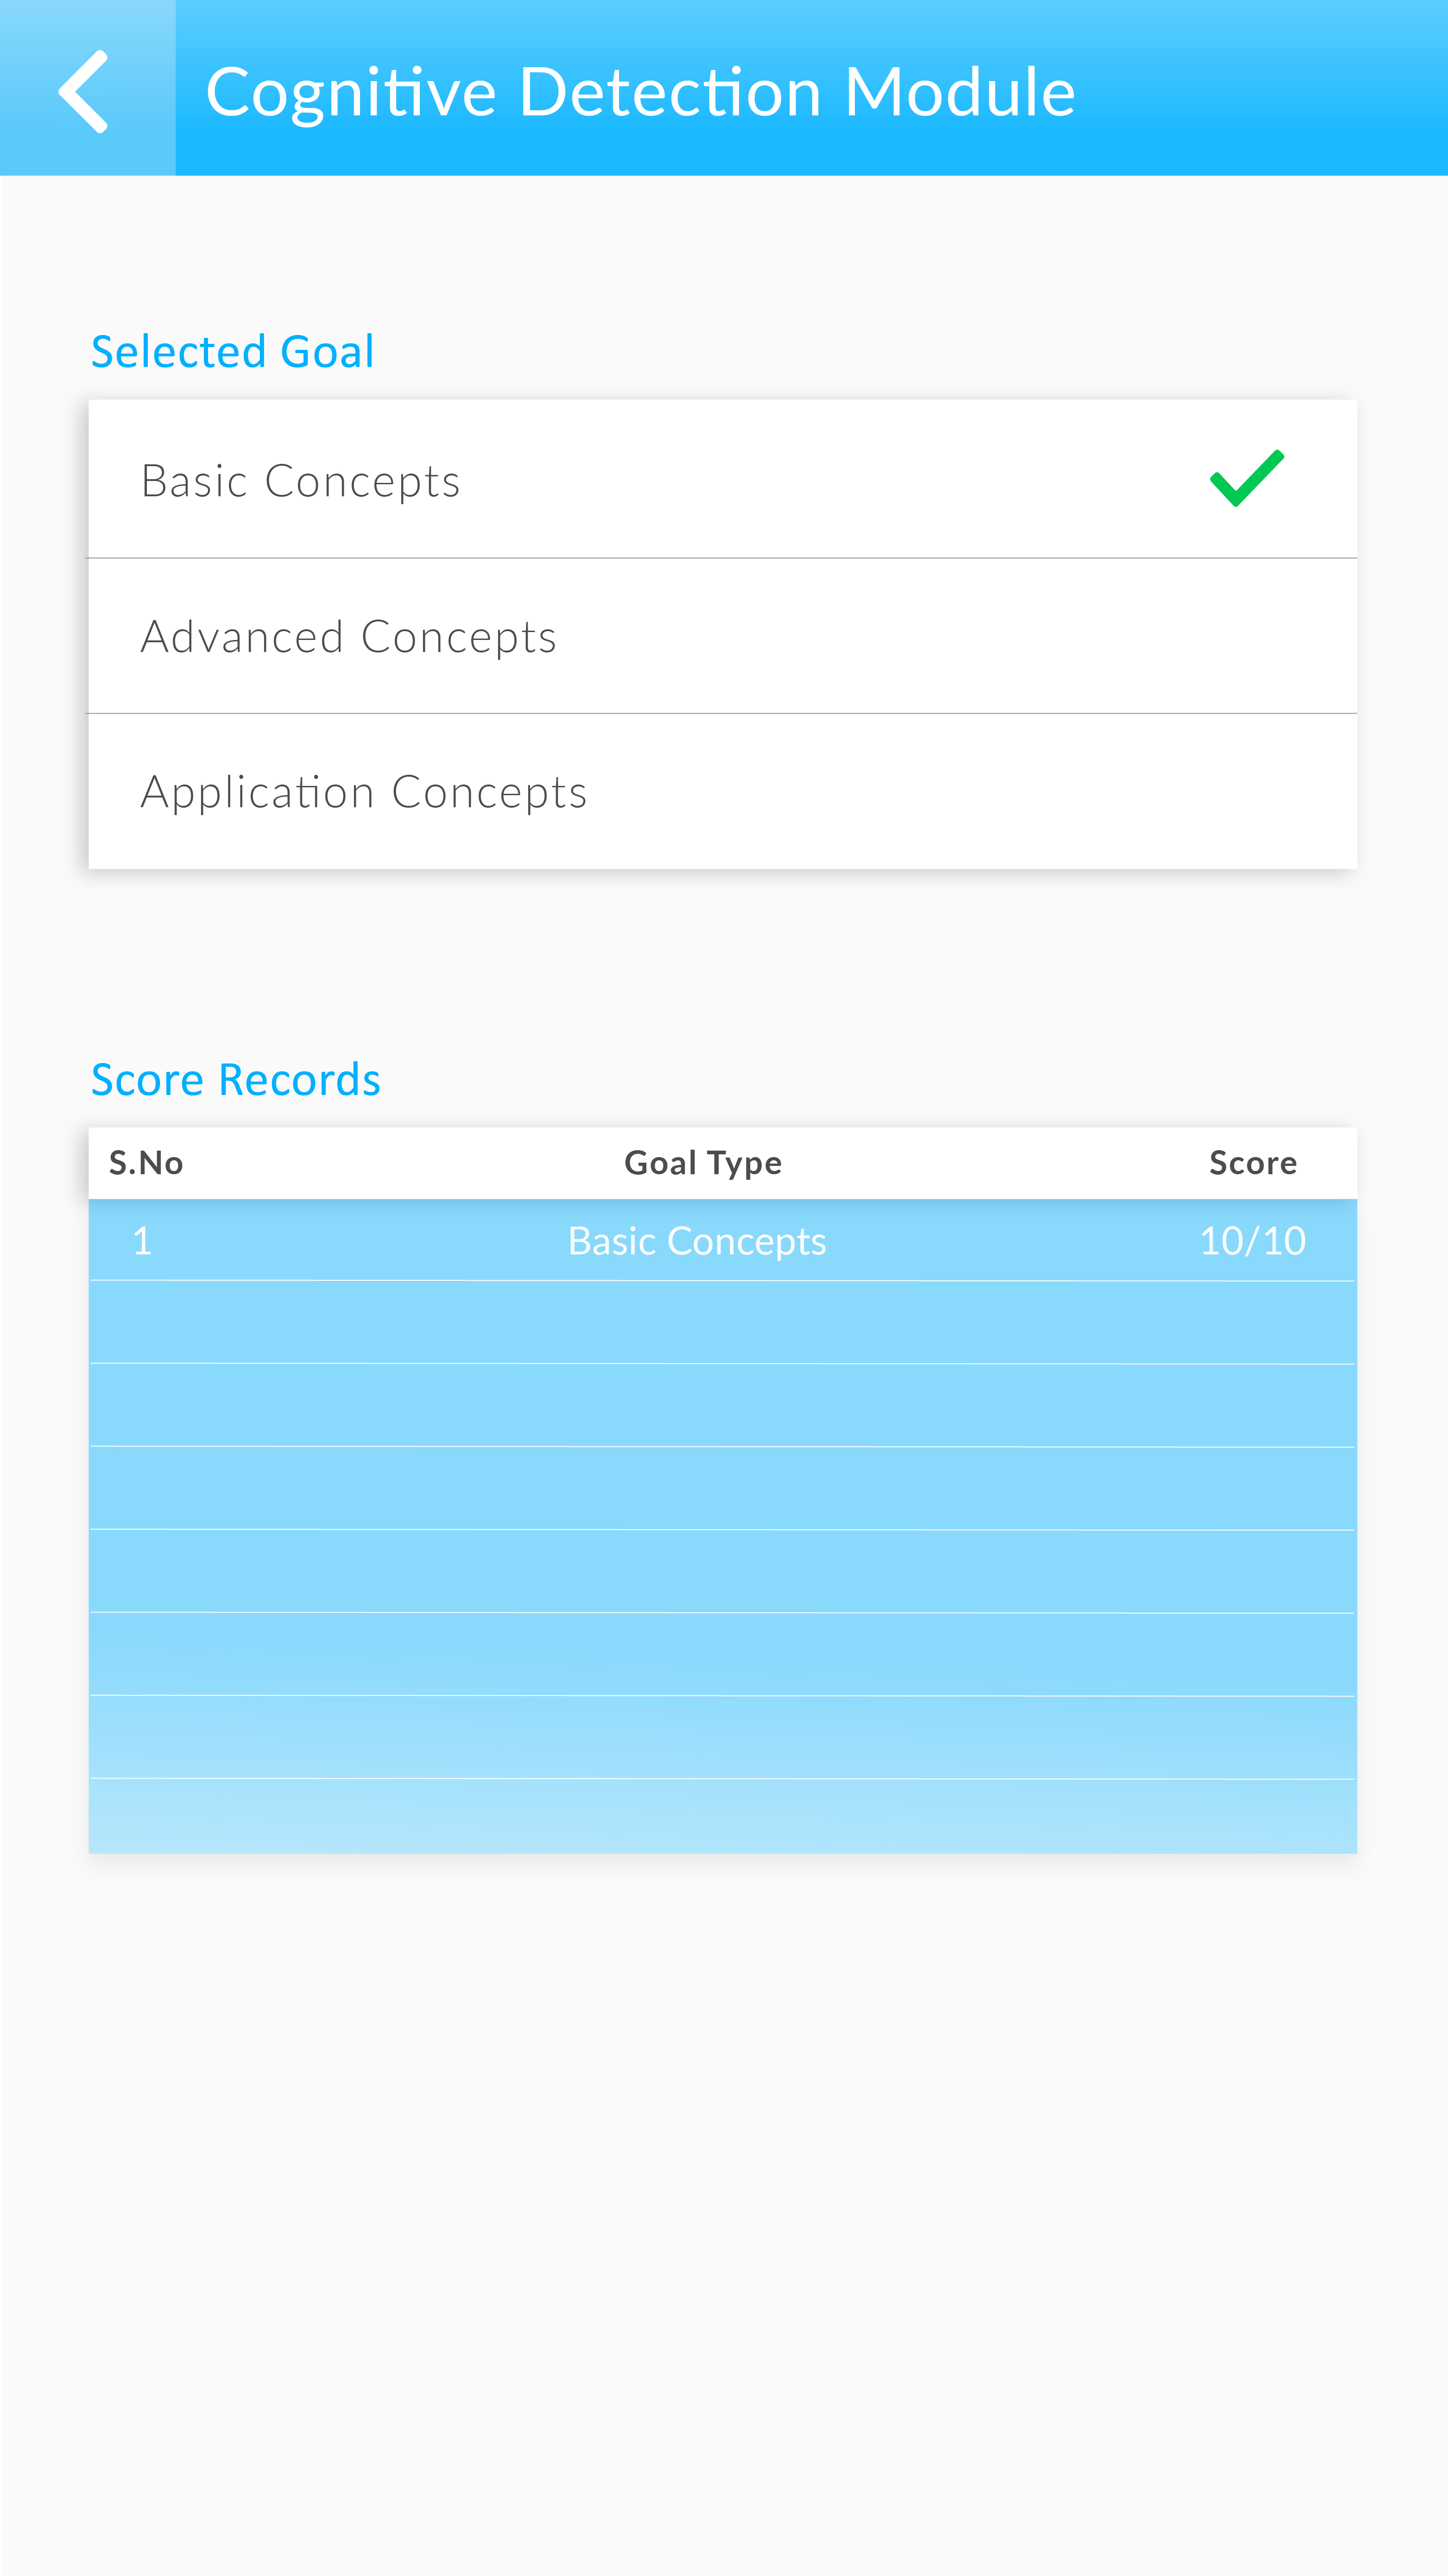 Cognitive Detection Module
Selected Goal
Basic Concepts
Advanced Concepts
Application Concepts
Score Records
S.No Goal Type Score
1 Basic Concepts 10/10